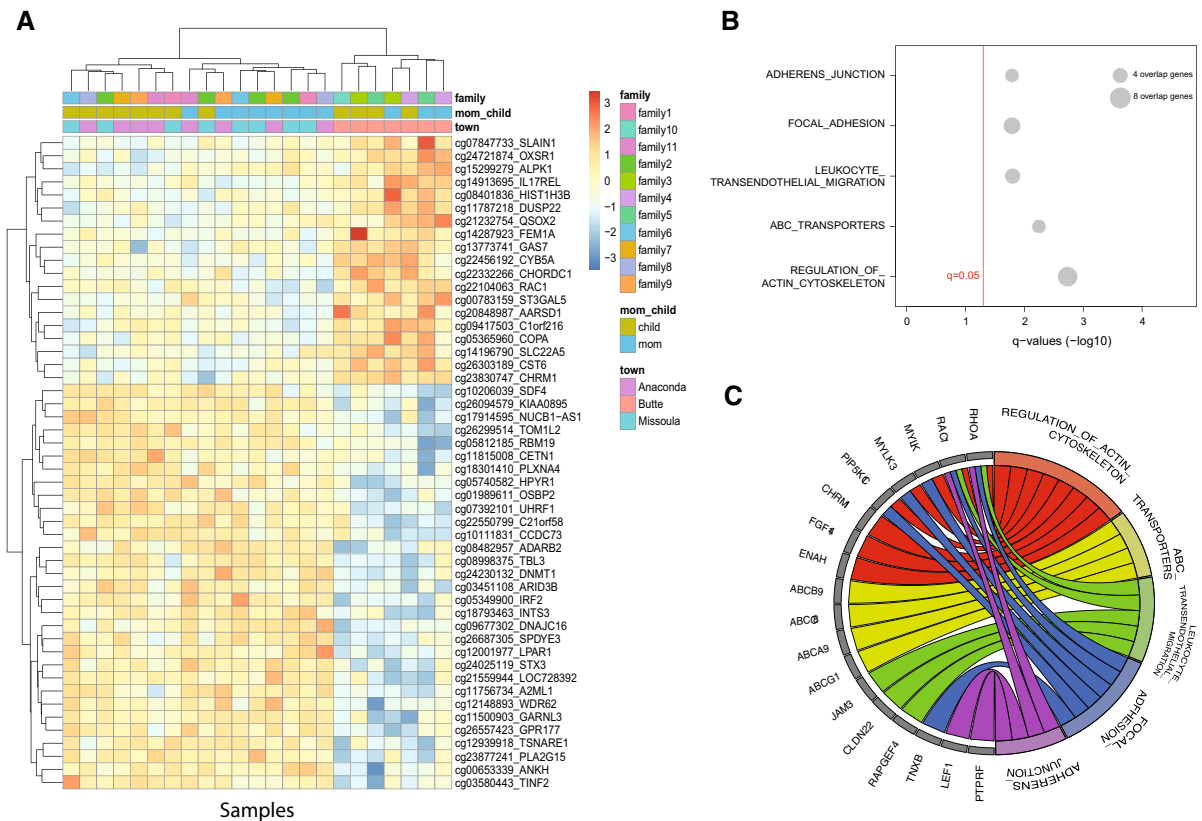 A
family
mom_child
town
cg07847733_SLAIN1
cg24721874_OXSR1
cg15299279_ALPK1
cg14913695_IL17REL
cg08401836_HIST1H3B
cg11787218_DUSP22
cg21232754_QSOX2
cg14287923_FEM1A
cg13773741_GAS7
cg22456192_CYB5A
cg22332266_CHORDC1
cg22104063_RAC1
cg00783159_ST3GAL5
cg20848987_AARSD1
cg09417503_C1orf216
cg05365960_COPA
cg14196790_SLC22A5
cg26303189_CST6
cg23830747_CHRM1
cg10206039_SDF4
cg26094579_KIAA0895
cg17914595_NUCB1-AS1
cg26299514_TOM1L2
cg05812185_RBM19
cg11815008_CETN1
cg18301410_PLXNA4
cg05740582_HPYR1
cg01989611_OSBP2
cg07392101_UHRF1
cg22550799_C21orf58
cg10111831_CCDC73
cg08482957_ADARB2
cg08998375_TBL3
cg24230132_DNMT1
cg03451108_ARID3B
cg05349900_IRF2
cg18793463_INTS3
cg09677302_DNAJC16
cg26687305_SPDYE3
cg12001977_LPAR1
cg24025119_STX3
cg21559944_LOC728392
cg11756734_A2ML1
cg12148893_WDR62
cg11500903_GARNL3
cg26557423_GPR177
cg12939918_TSNARE1
cg23877241_PLA2G15
cg00653339_ANKH
cg03580443_TINF2
Samples
3
2
1
0
−1
−2
−3
family
family1
family10
family11
family2
family3
family4
family5
family6
family7
family8
family9
mom_child
child
mom
town
Anaconda
Butte
Missoula
B
ADHERENS_JUNCTION
FOCAL_ADHESION
LEUKOCYTE_
TRANSENDOTHELIAL_MIGRATION
ABC_TRANSPORTERS
REGULATION_OF_
ACTIN_CYTOSKELETON
4 overlap genes
8 overlap genes
q=0.05
0 1 2 3 4
q−values (−log10)
C
RHOA
RAC1
MYLK
MYLK3
PIP5K1C
CHRM1
ENAH
ABCB9
ABCA9
ABCG1
JAM3
CLDN22
RAPGEF4
TNXB
LEF1
PTPRF
REGULATION_OF_ACTIN_
CYTOSKELETON
ABC_
TRANSPORTERS
LEUKOCYTE_
TRANSENDOTHELIAL_
MIGRATION
FOCAL_
ADHESION
ADHERENS_
JUNCTION